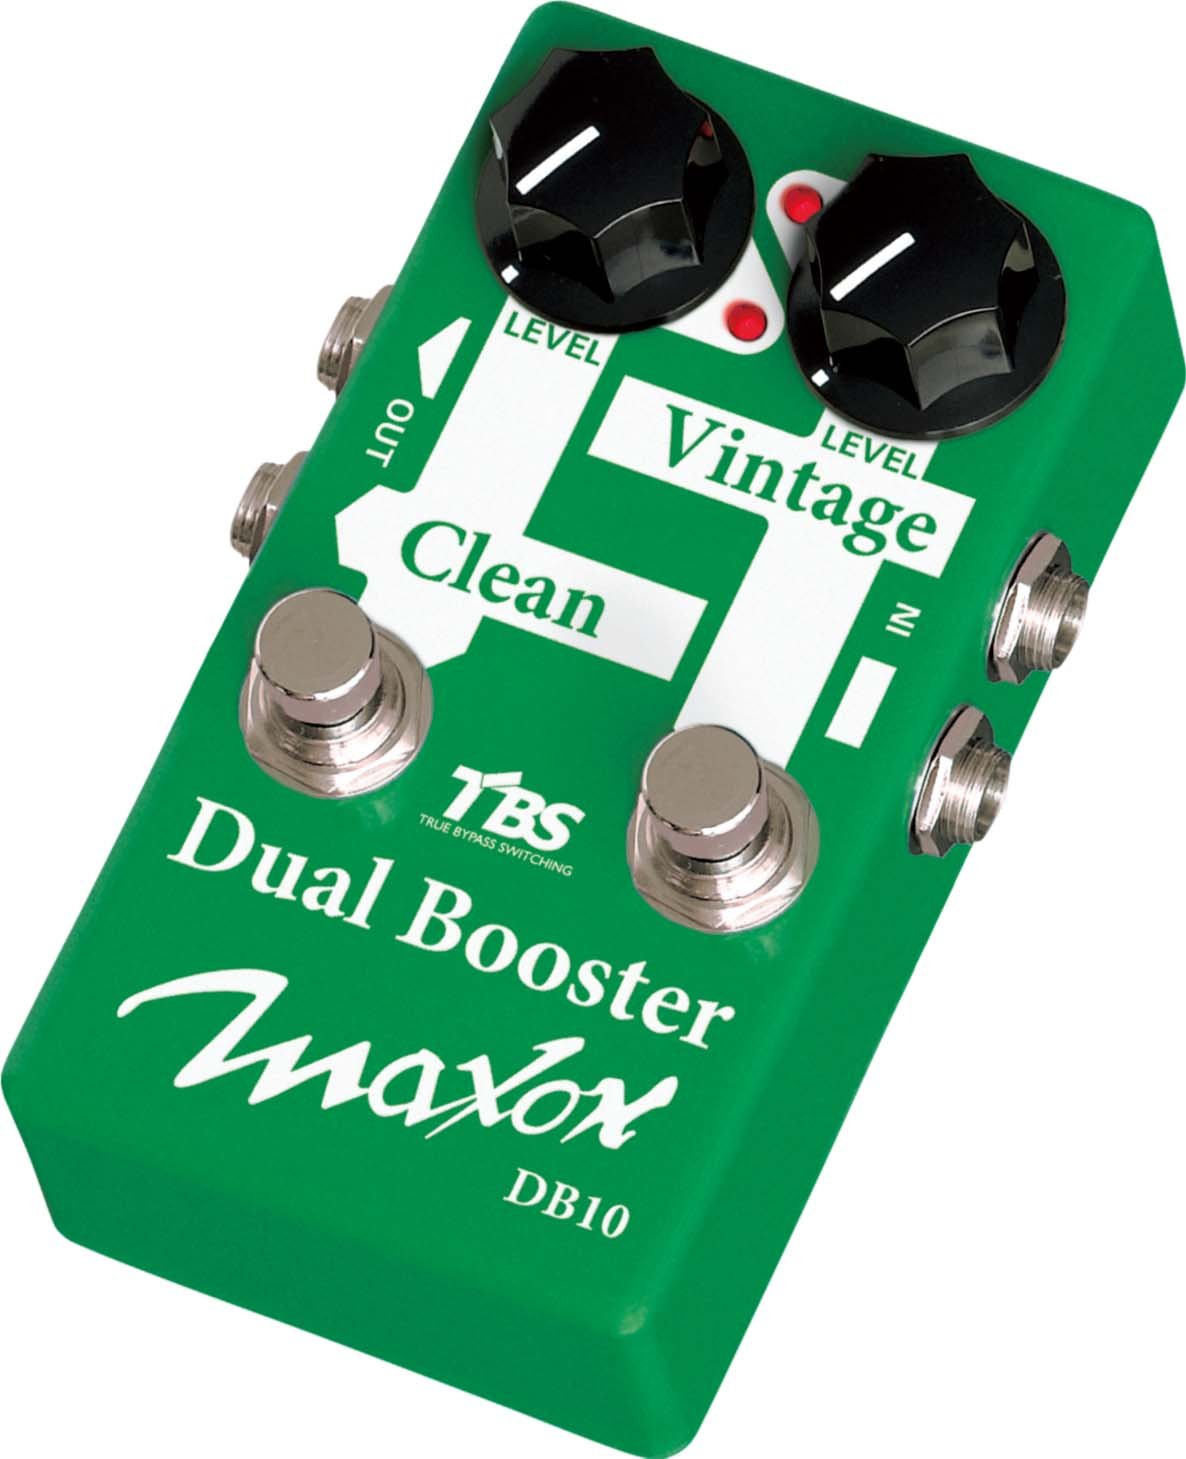 LEVEL
LEVEL
Vintage
OUT
Clean
IN
TBS
TRUE BYPASS SWITCHING
Dual Booster
maxon
DB10